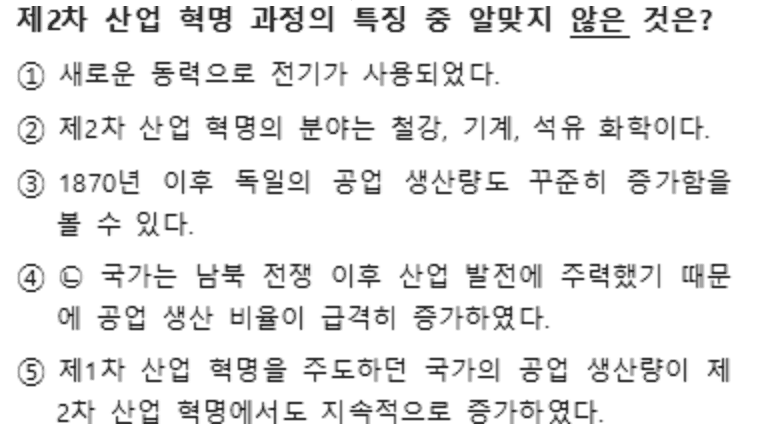 제2차 산업 혁명 과정의 특징 중 알맞지 않은 것은?
① 새로운 동력으로 전기가 사용되었다.
② 제2차 산업 혁명의 분야는 철강, 기계, 석유 화학이다.
③ 1870년 이후 독일의 공업 생산량도 꾸준히 증가함을
볼 수 있다.
④ ㉡ 국가는 남북 전쟁 이후 산업 발전에 주력했기 때문
에 공업 생산 비율이 급격히 증가하였다.
⑤ 제1차 산업 혁명을 주도하던 국가의 공업 생산량이 제
2차 산업 혁명에서도 지속적으로 증가하였다.